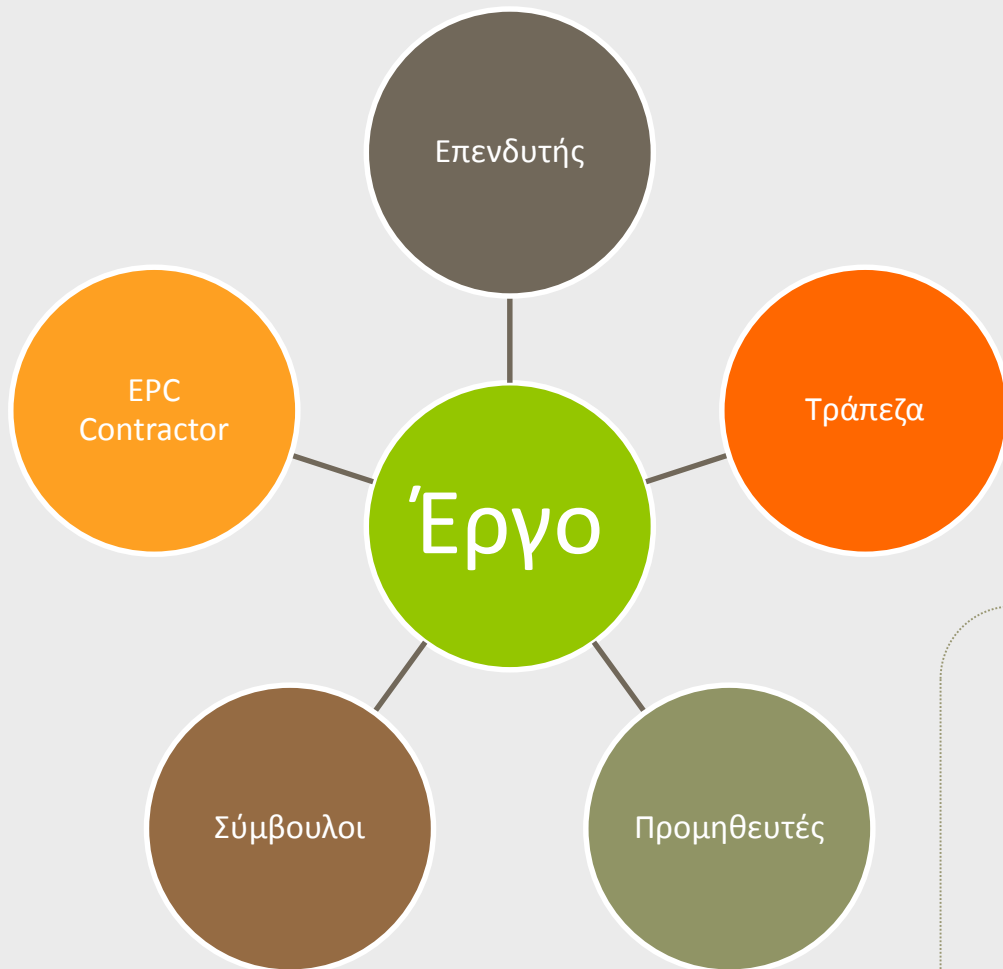 Επενδυτής
EPC
Contractor
Τράπεζα
Έργο
Σύμβουλοι
Προμηθευτές